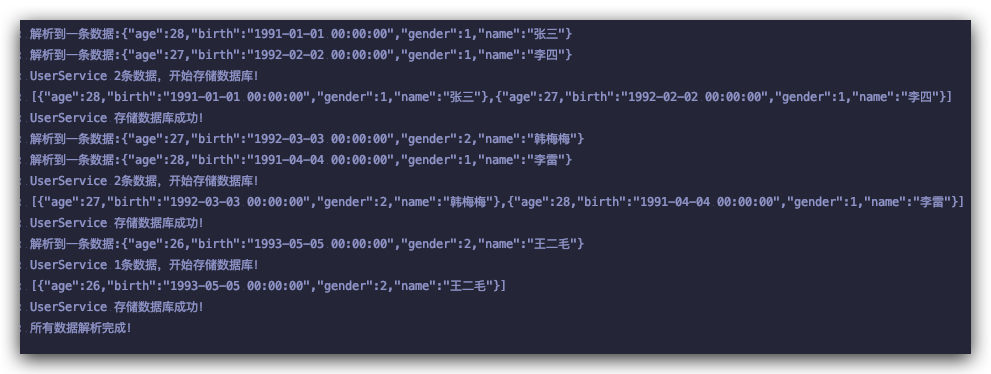 : 解析到一条数据:{"age":28,"birth":"1991-01-01 00:00:00","gender":1,"name":"张三"}
: 解析到一条数据:{"age":27,"birth":"1992-02-02 00:00:00","gender":1,"name":"李四"}
: UserService 2条数据，开始存储数据库!
: [{"age":28,"birth":"1991-01-01 00:00:00","gender":1,"name":"张三"},{"age":27,"birth":"1992-02-02 00:00:00","gender":1,"name":"李四"}]
: UserService 存储数据库成功!
: 解析到一条数据:{"age":27,"birth":"1992-03-03 00:00:00","gender":2,"name":"韩梅梅"}
: 解析到一条数据:{"age":28,"birth":"1991-04-04 00:00:00","gender":1,"name":"李雷"}
: UserService 2条数据，开始存储数据库!
: [{"age":27,"birth":"1992-03-03 00:00:00","gender":2,"name":"韩梅梅"},{"age":28,"birth":"1991-04-04 00:00:00","gender":1,"name":"李雷"}]
: UserService 存储数据库成功!
: 解析到一条数据:{"age":26,"birth":"1993-05-05 00:00:00","gender":2,"name":"王二毛"}
: UserService 1条数据，开始存储数据库!
: [{"age":26,"birth":"1993-05-05 00:00:00","gender":2,"name":"王二毛"}]
: UserService 存储数据库成功!
: 所有数据解析完成!